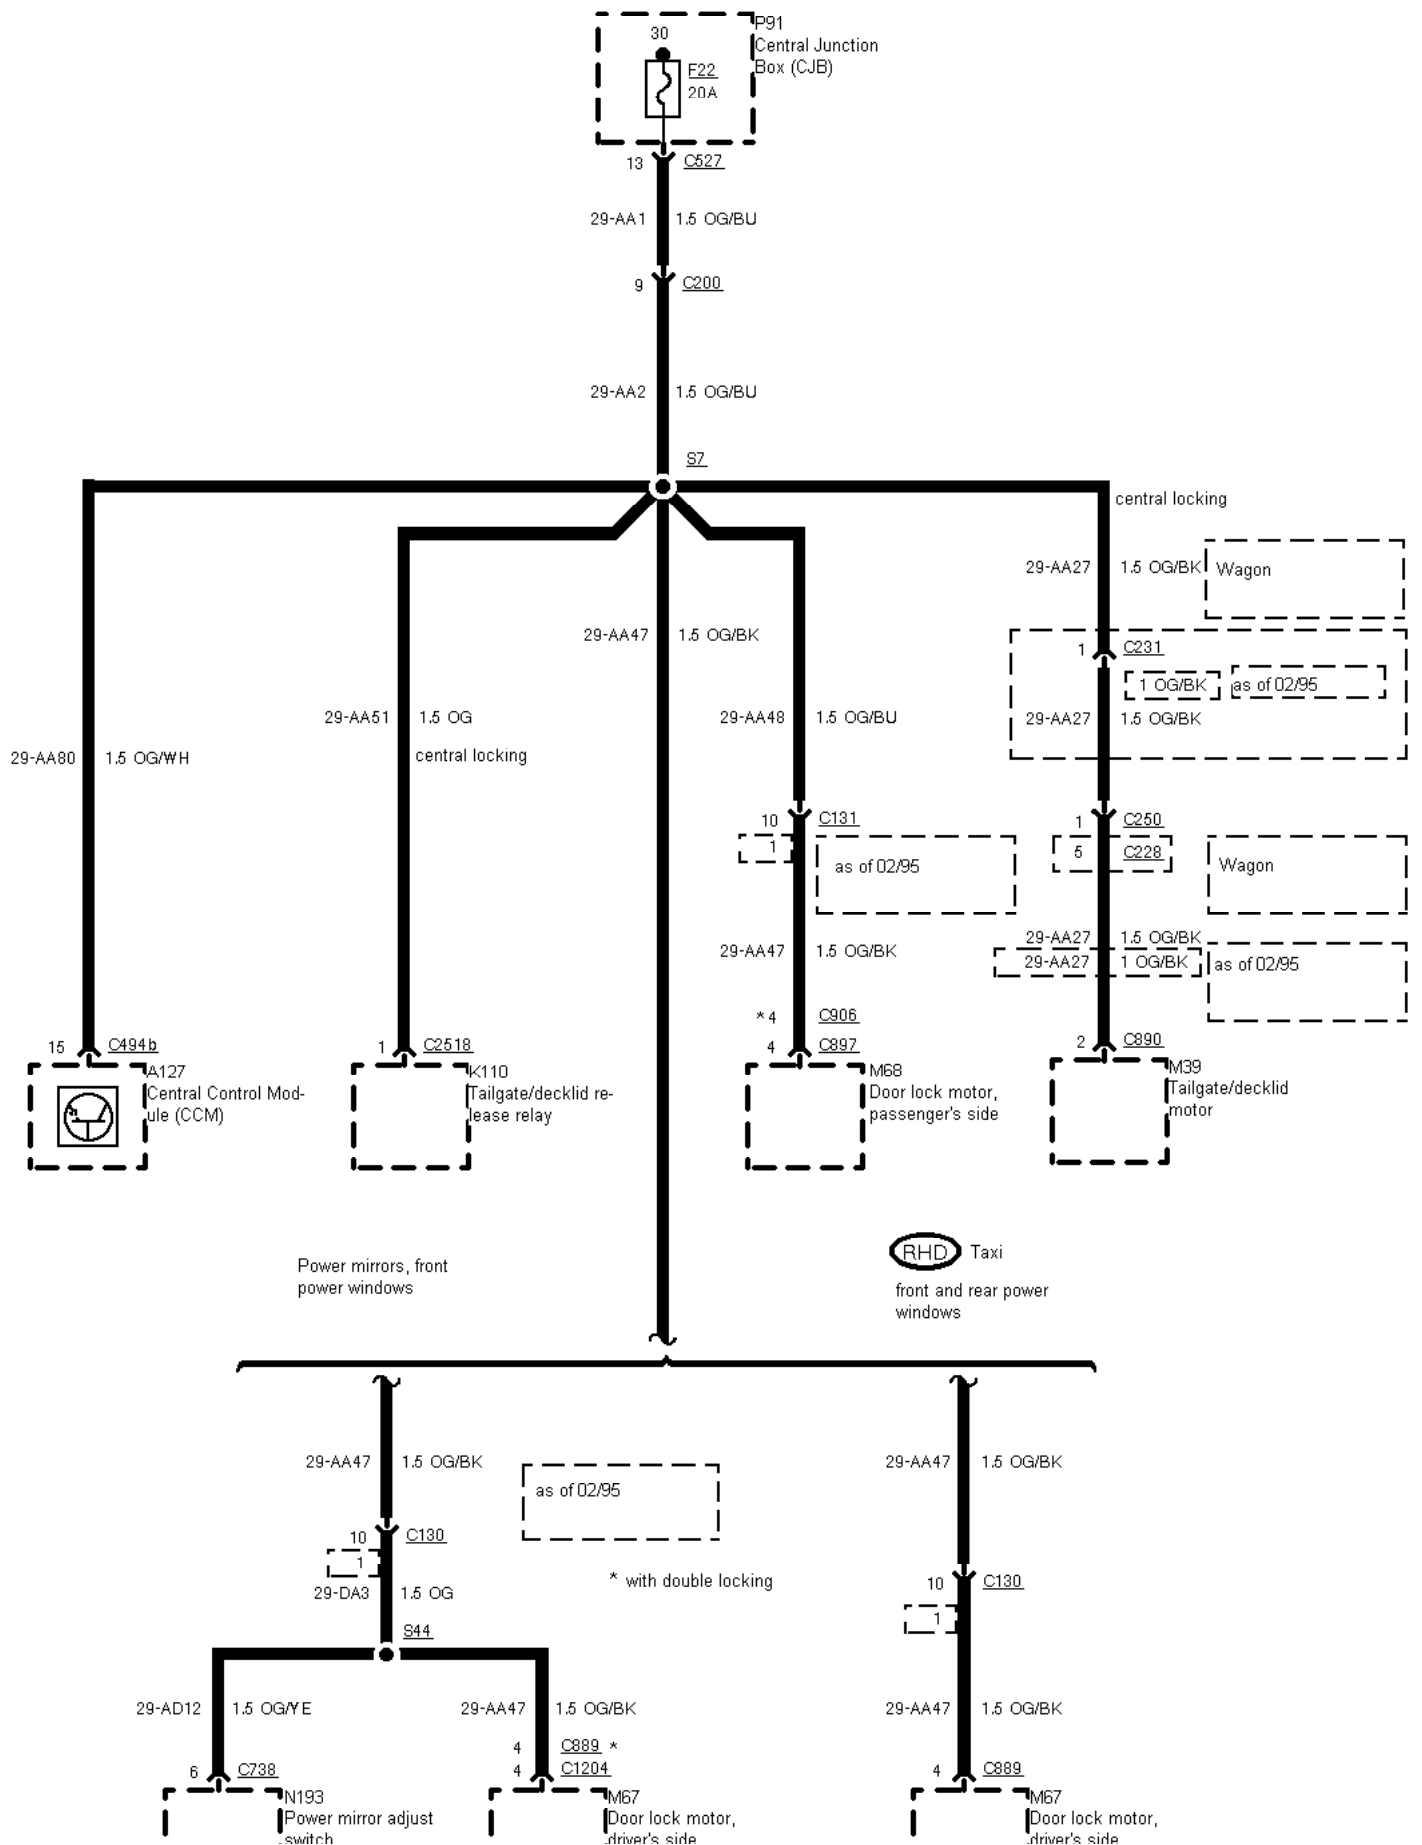 30
P91
Central Junction
Box (CJB)
F22
20A
13 C527
29-AA1 1.5 OG/BU
9 C200
29-AA2 1.5 OG/BU
S7
central locking
29-AA27 1.5 OG/BK Wagon
29-AA47 1.5 OG/BK
1 C231
1 OG/BK as of 02/95
29-AA51 1.5 OG
29-AA48 1.5 OG/BU
29-AA27 1.5 OG/BK
29-AA80 1.5 OG/WH
central locking
10 C131
1
as of 02/95
1 C250
5 C228
Wagon
29-AA47 1.5 OG/BK
29-AA27 1.5 OG/BK
29-AA27 1 OG/BK as of 02/95
*4 C906
15 C494b
1 C2518
4 C897
2 C890
A127
Central Control Mod-
ule (CCM)
K110
Tailgate/decklid re-
lease relay
M68
Door lock motor,
passenger's side
M39
Tailgate/decklid
motor
Power mirrors, front
power windows
RHD Taxi
front and rear power
windows
29-AA47 1.5 OG/BK
as of 02/95
29-AA47 1.5 OG/BK
10 C130
1
29-DA3 1.5 OG
* with double locking
10 C130
1
S44
29-AD12 1.5 OG/YE
29-AA47 1.5 OG/BK
29-AA47 1.5 OG/BK
4 C889 *
6 C738
4 C1204
4 C889
N193
Power mirror adjust
switch
M67
Door lock motor,
driver's side
M67
Door lock motor,
driver's side